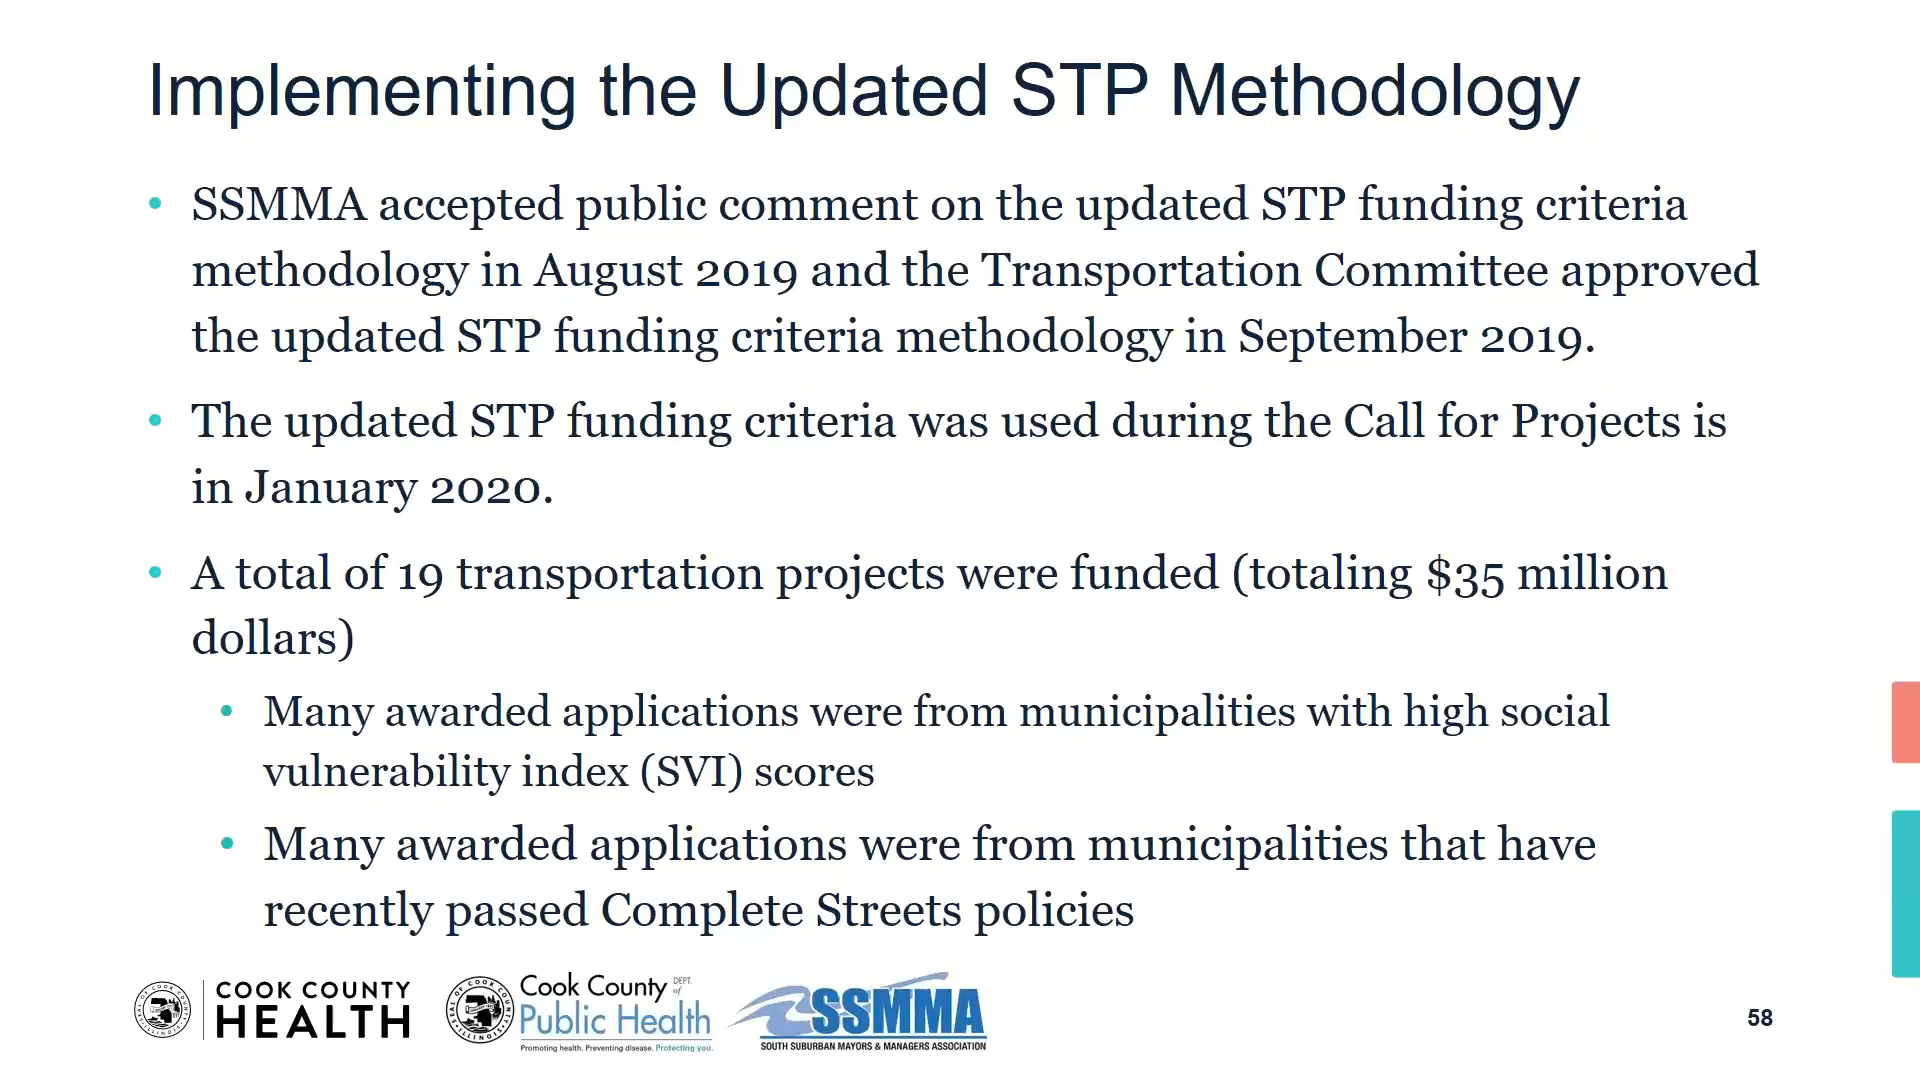 Implementing the Updated STP Methodology
• SSMMA accepted public comment on the updated STP funding criteria
methodology in August 2019 and the Transportation Committee approved
the updated STP funding criteria methodology in September 2019.
• The updated STP funding criteria was used during the Call for Projects is
in January 2020.
• A total of 19 transportation projects were funded (totaling $35 million
dollars)
• Many awarded applications were from municipalities with high social
vulnerability index (SVI) scores
• Many awarded applications were from municipalities that have
recently passed Complete Streets policies
COOK COUNTY
HEALTH
Cook County DEPT. of
Public Health
Promoting health. Preventing disease. Protecting you.
SSMMA
SOUTH SUBURBAN MAYORS & MANAGERS ASSOCIATION
58